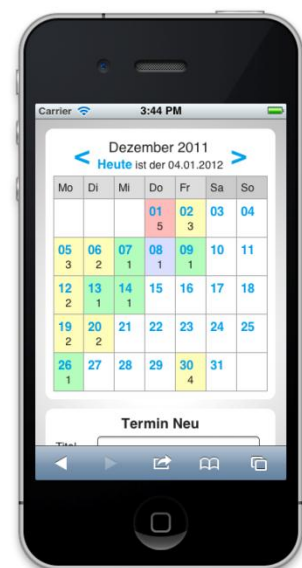 Carrier 3:44 PM
< Dezember 2011 >
Heute ist der 04.01.2012
Mo Di Mi Do Fr Sa So
01 02 03 04
5 3
05 06 07 08 09 10 11
3 2 1 1 1
12 13 14 15 16 17 18
2 1 1
19 20 21 22 23 24 25
2 2
26 27 28 29 30 31
1 4
Termin Neu
Titel